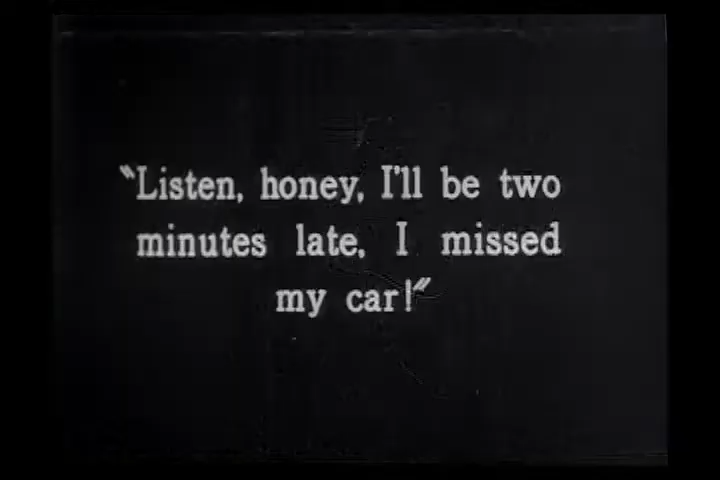 "Listen, honey, I'll be two
minutes late, I missed
my car!"